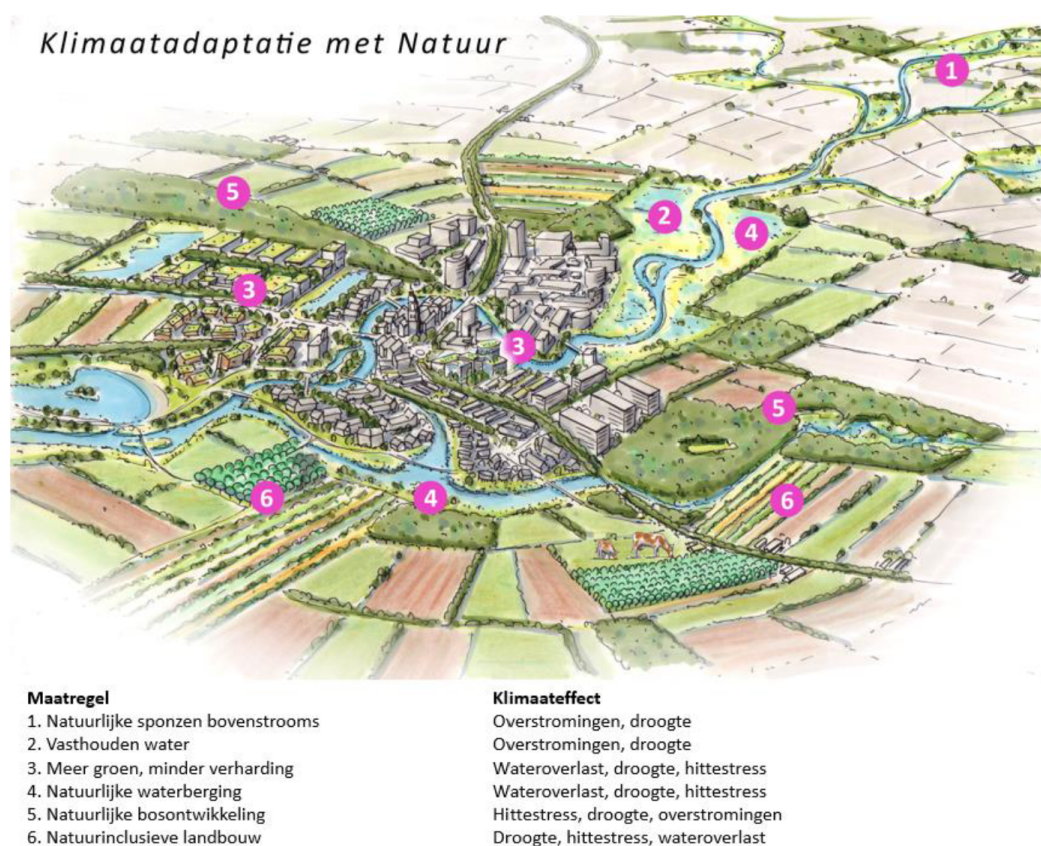 Klimaatadaptatie met Natuur
1
5
2
4
3
3
5
6
4
6
Maatregel Klimaateffect
1. Natuurlijke sponzen bovenstrooms Overstromingen, droogte
2. Vasthouden water Overstromingen, droogte
3. Meer groen, minder verharding Wateroverlast, droogte, hittestress
4. Natuurlijke waterberging Wateroverlast, droogte, hittestress
5. Natuurlijke bosontwikkeling Hittestress, droogte, overstromingen
6. Natuurinclusieve landbouw Droogte, hittestress, wateroverlast